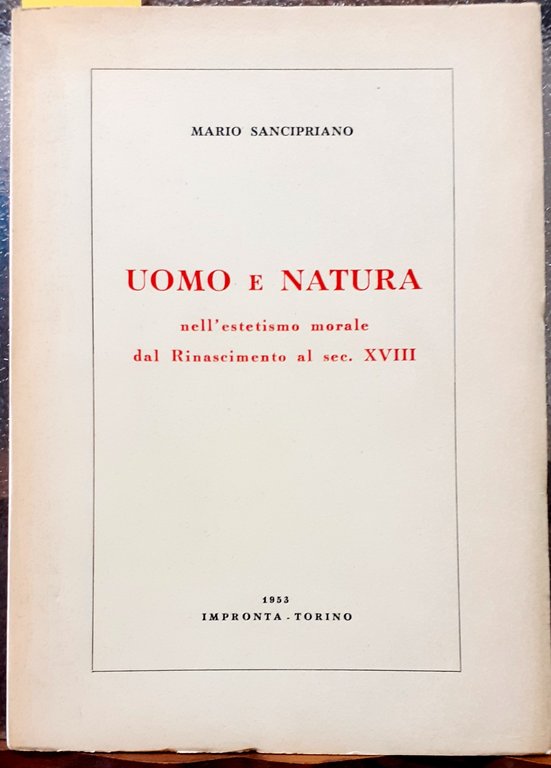 MARIO SANCIPRIANO
UOMO E NATURA
nell'estetismo morale
dal Rinascimento al sec. XVIII
1953
IMPRONTA - TORINO